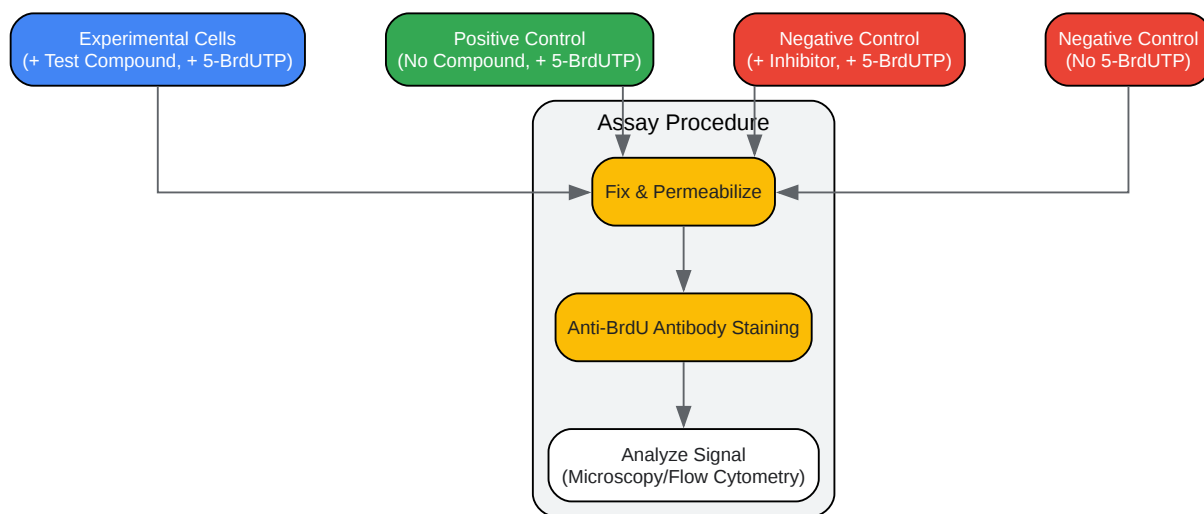 Experimental Cells
(+ Test Compound, + 5-BrdUTP)
Positive Control
(No Compound, + 5-BrdUTP)
Negative Control
(+ Inhibitor, + 5-BrdUTP)
Negative Control
(No 5-BrdUTP)
Assay Procedure
Fix & Permeabilize
Anti-BrdU Antibody Staining
Analyze Signal
(Microscopy/Flow Cytometry)